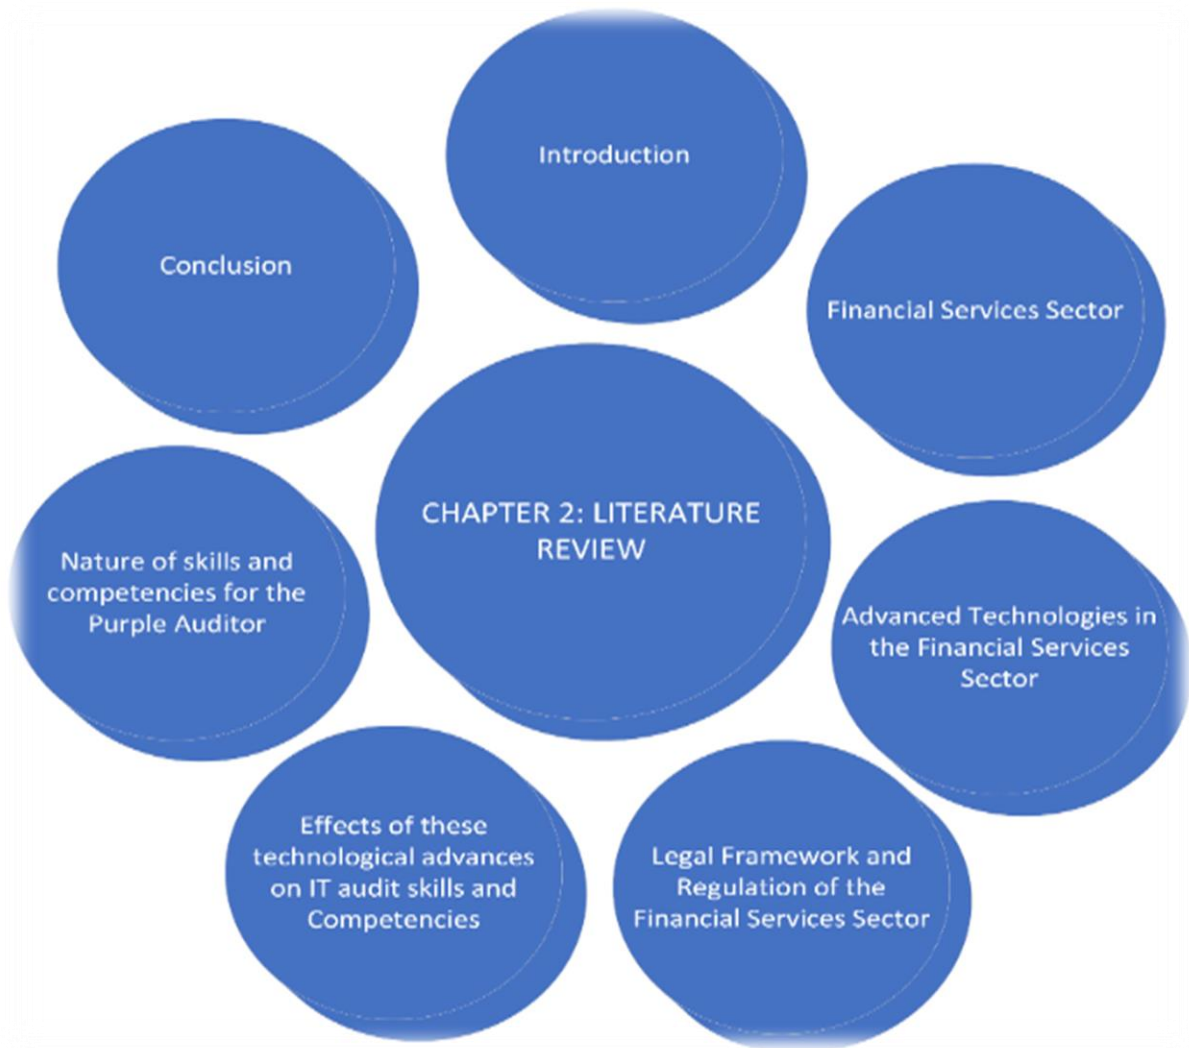 Introduction
Financial Services Sector
Advanced Technologies in
the Financial Services
Sector
Legal Framework and
Regulation of the
Financial Services Sector
Effects of these
technological advances
on IT audit skills and
Competencies
Nature of skills and
competencies for the
Purple Auditor
Conclusion
CHAPTER 2: LITERATURE
REVIEW